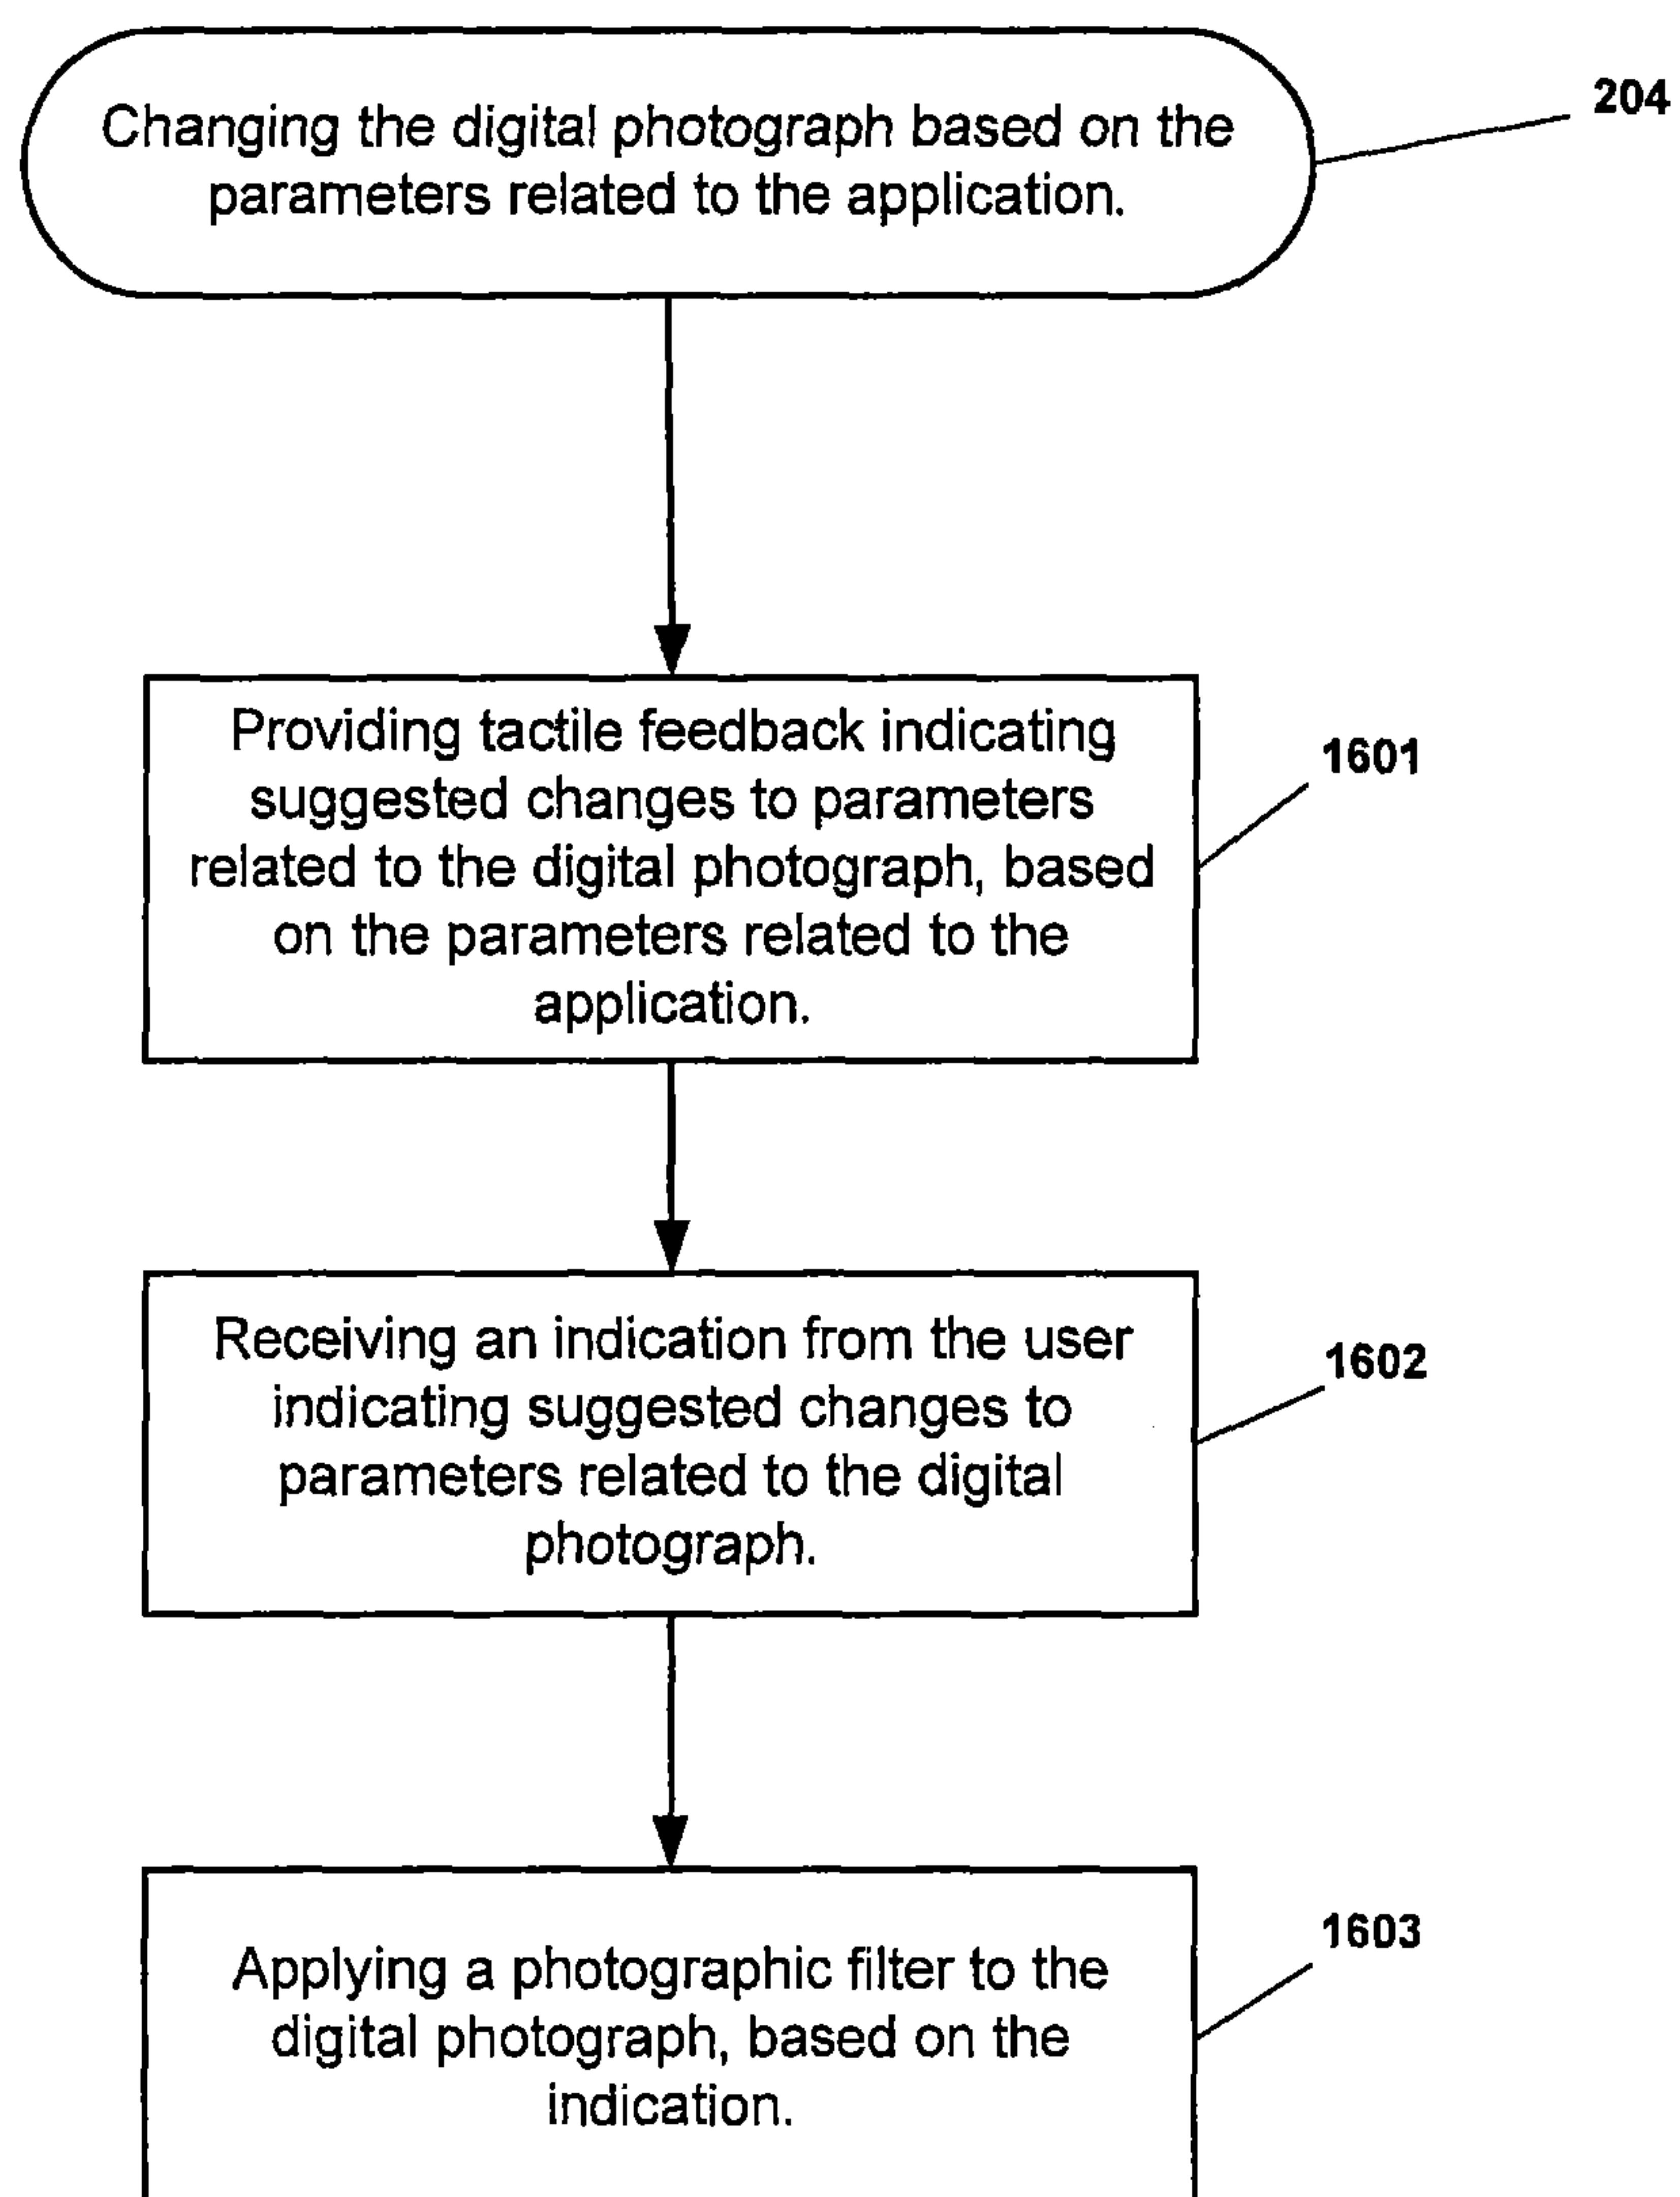 Changing the digital photograph based on the
parameters related to the application.
204
Providing tactile feedback indicating
suggested changes to parameters
related to the digital photograph, based
on the parameters related to the
application.
1601
Receiving an indication from the user
indicating suggested changes to
parameters related to the digital
photograph.
1602
Applying a photographic filter to the
digital photograph, based on the
indication.
1603